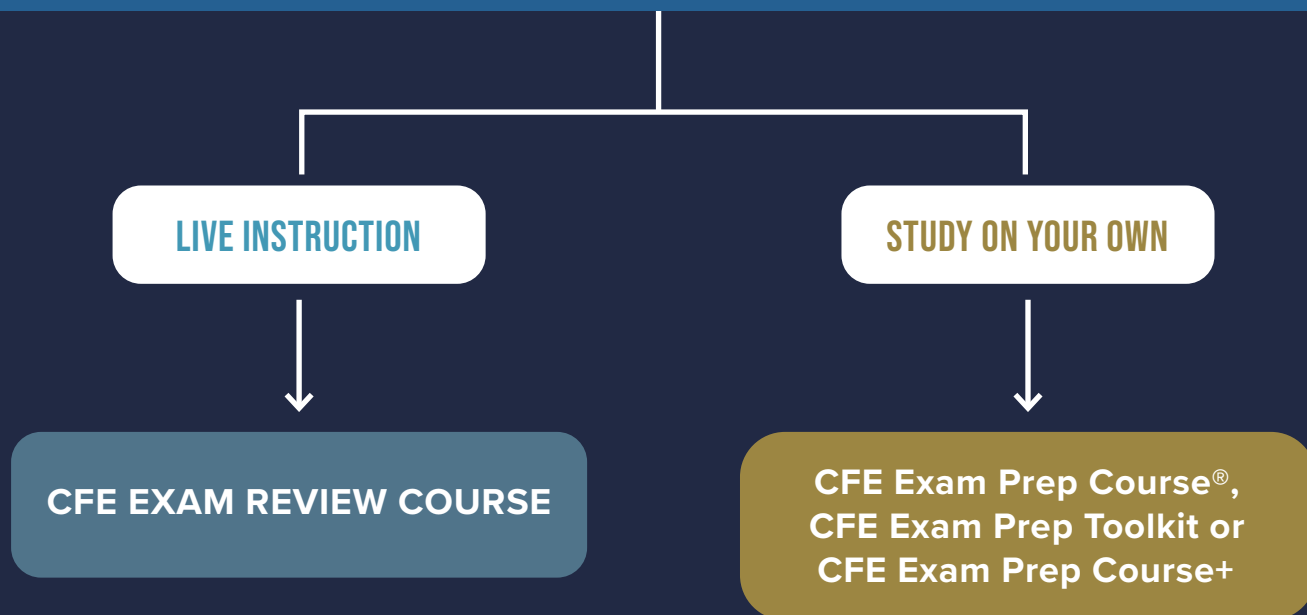 LIVE INSTRUCTION
STUDY ON YOUR OWN
CFE EXAM REVIEW COURSE
CFE Exam Prep Course®,
CFE Exam Prep Toolkit or
CFE Exam Prep Course+